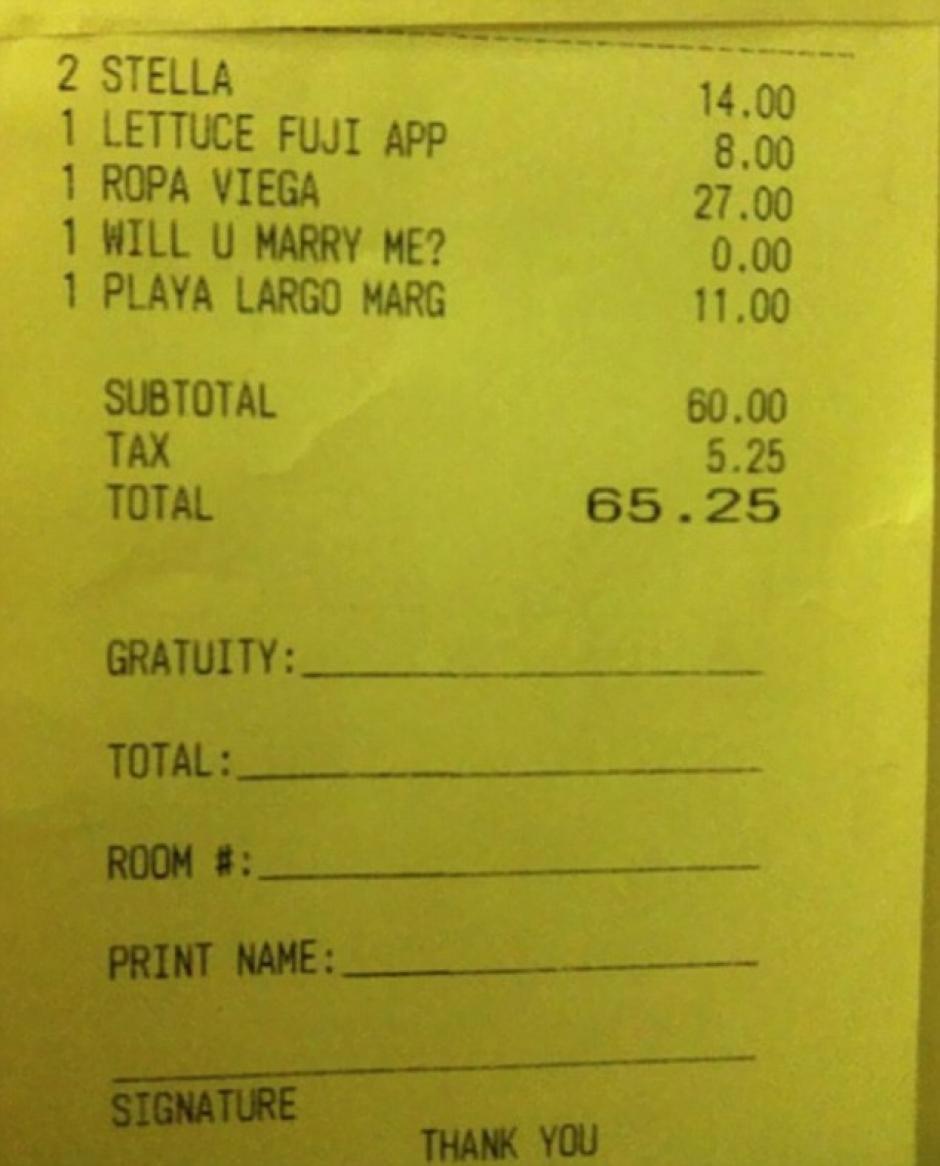 2 STELLA 14.00
1 LETTUCE FUJI APP 8.00
1 ROPA VIEGA 27.00
1 WILL U MARRY ME? 0.00
1 PLAYA LARGO MARG 11.00
SUBTOTAL 60.00
TAX 5.25
TOTAL 65.25
GRATUITY:
TOTAL:
ROOM #:
PRINT NAME:
SIGNATURE
THANK YOU